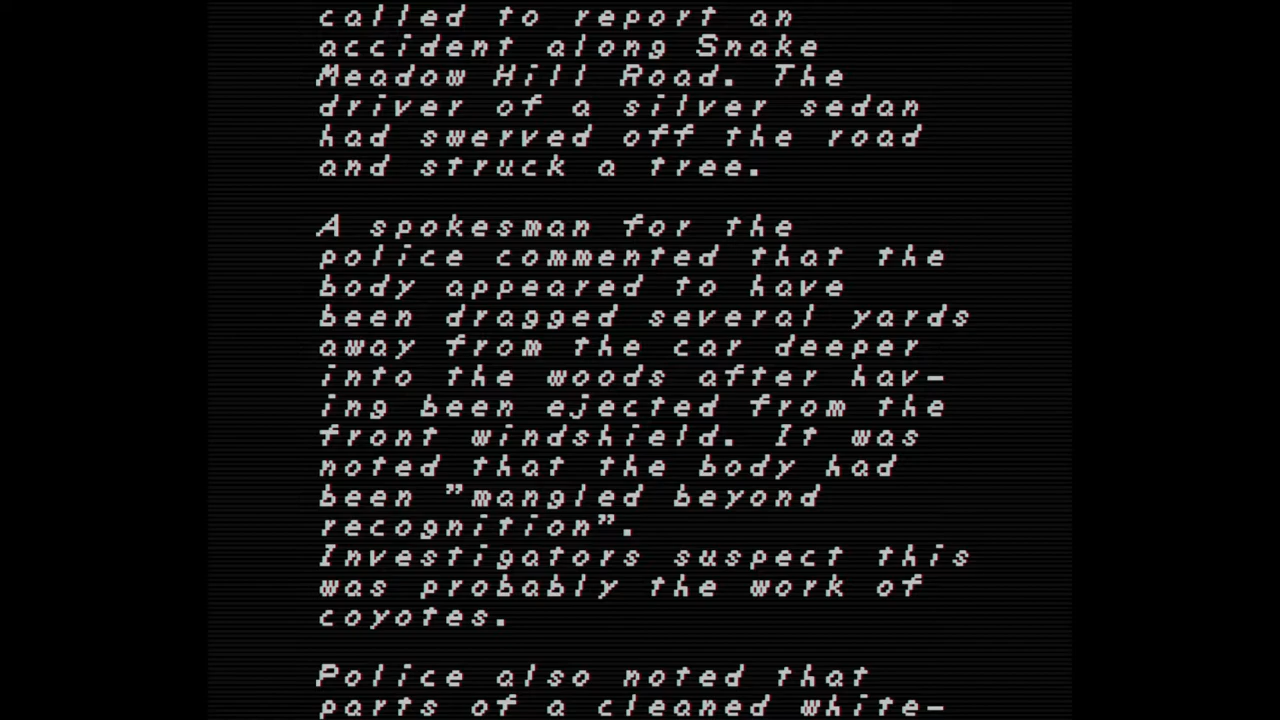 called to report an
accident along Snake
Meadow Hill Road. The
driver of a silver sedan
had swerved off the road
and struck a tree.
A spokesman for the
police commented that the
body appeared to have
been dragged several yards
away from the car deeper
into the woods after hav-
ing been ejected from the
front windshield. It was
noted that the body had
been "mangled beyond
recognition".
Investigators suspect this
was probably the work of
coyotes.
Police also noted that
parts of a cleaned white-